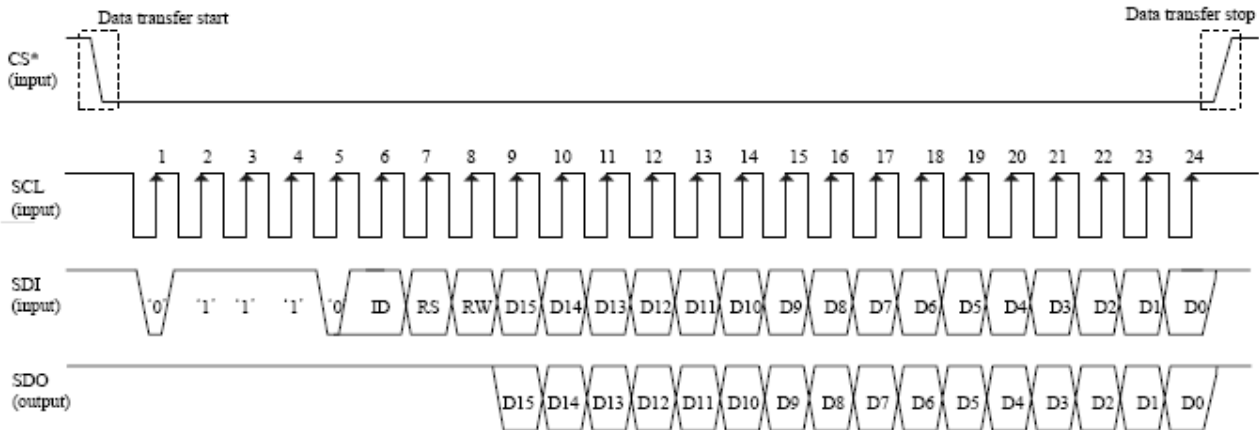 Data transfer start
Data transfer stop
CS*
(input)
1 2 3 4 5 6 7 8 9 10 11 12 13 14 15 16 17 18 19 20 21 22 23 24
SCL
(input)
SDI
(input)
'0' '1' '1' '1' '0 ID RS RW D15 D14 D13 D12 D11 D10 D9 D8 D7 D6 D5 D4 D3 D2 D1 D0
SDO
(output)
D15 D14 D13 D12 D11 D10 D9 D8 D7 D6 D5 D4 D3 D2 D1 D0